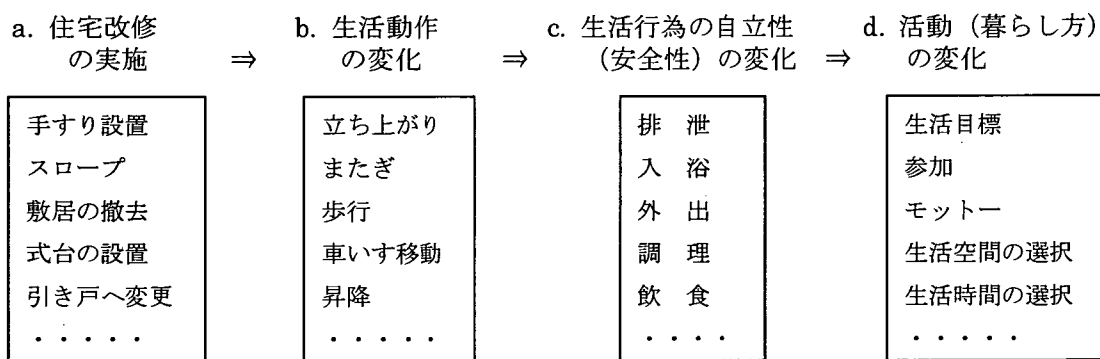 a. 住宅改修の実施
⇒
b. 生活動作の変化
⇒
c. 生活行為の自立性（安全性）の変化
⇒
d. 活動（暮らし方）の変化
手すり設置
スロープ
敷居の撤去
式台の設置
引き戸へ変更
・・・・・
立ち上がり
またぎ
歩行
車いす移動
昇降
・・・・・
排 泄
入 浴
外 出
調 理
飲 食
・・・・
生活目標
参加
モットー
生活空間の選択
生活時間の選択
・・・・・